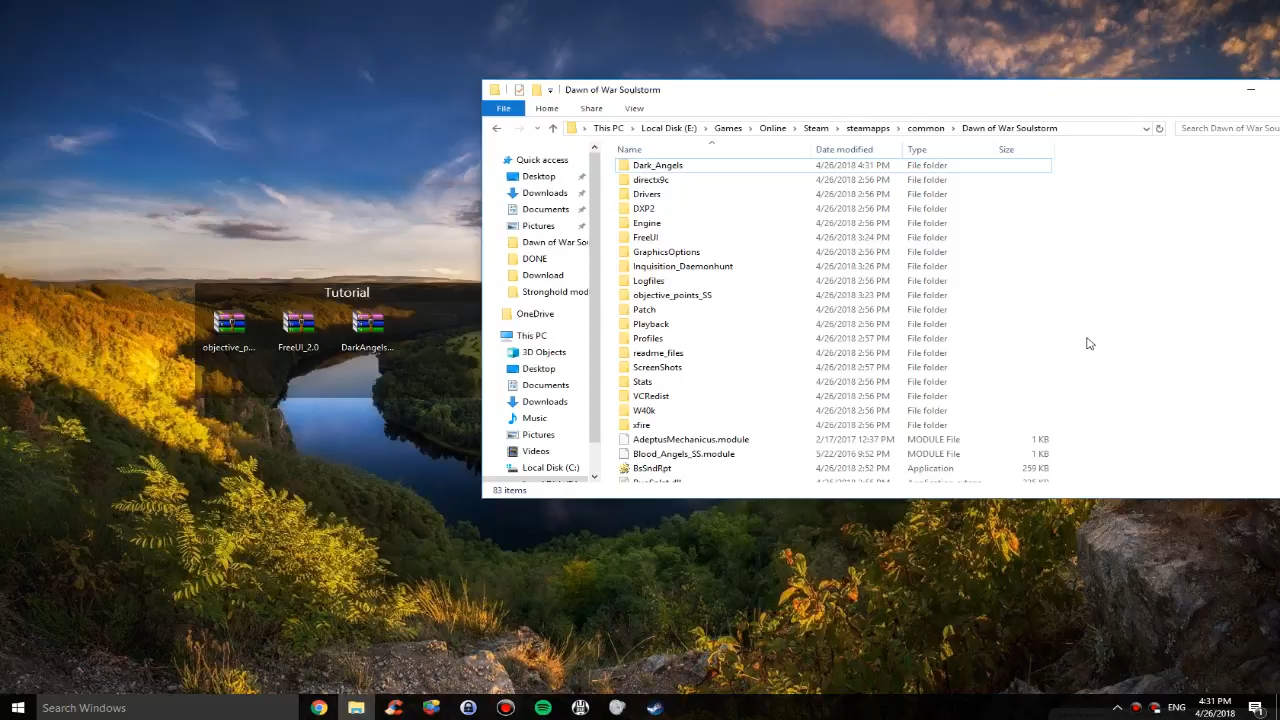 Dawn of War Soulstorm
File Home Share View
This PC Local Disk (E:) Games Online Steam steamapps common Dawn of War Soulstorm
Search Dawn of War Sou
Quick access
Desktop
Downloads
Documents
Pictures
Dawn of War Sou
DONE
Download
Stronghold mod
OneDrive
This PC
3D Objects
Desktop
Documents
Downloads
Music
Pictures
Videos
Local Disk (C:)
Name Date modified Type Size
Dark_Angels 4/26/2018 4:31 PM File folder
directx9c 4/26/2018 2:56 PM File folder
Drivers 4/26/2018 2:56 PM File folder
DXP2 4/26/2018 2:56 PM File folder
Engine 4/26/2018 2:56 PM File folder
FreeUI 4/26/2018 3:24 PM File folder
GraphicsOptions 4/26/2018 2:56 PM File folder
Inquisition_Daemonhunt 4/26/2018 3:26 PM File folder
Logfiles 4/26/2018 2:56 PM File folder
objective_points_SS 4/26/2018 3:23 PM File folder
Patch 4/26/2018 2:56 PM File folder
Playback 4/26/2018 2:56 PM File folder
Profiles 4/26/2018 2:57 PM File folder
readme_files 4/26/2018 2:56 PM File folder
ScreenShots 4/26/2018 2:57 PM File folder
Stats 4/26/2018 2:56 PM File folder
VCRedist 4/26/2018 2:56 PM File folder
W40k 4/26/2018 2:56 PM File folder
xfire 4/26/2018 2:56 PM File folder
AdeptusMechanicus.module 2/17/2017 12:37 PM MODULE File 1 KB
Blood_Angels_SS.module 5/22/2016 9:52 PM MODULE File 1 KB
BsSndRpt 4/26/2018 2:52 PM Application 259 KB
83 items
Tutorial
objective_p... FreeUI_2.0 DarkAngels...
Search Windows
ENG
4:31 PM
4/26/2018
1